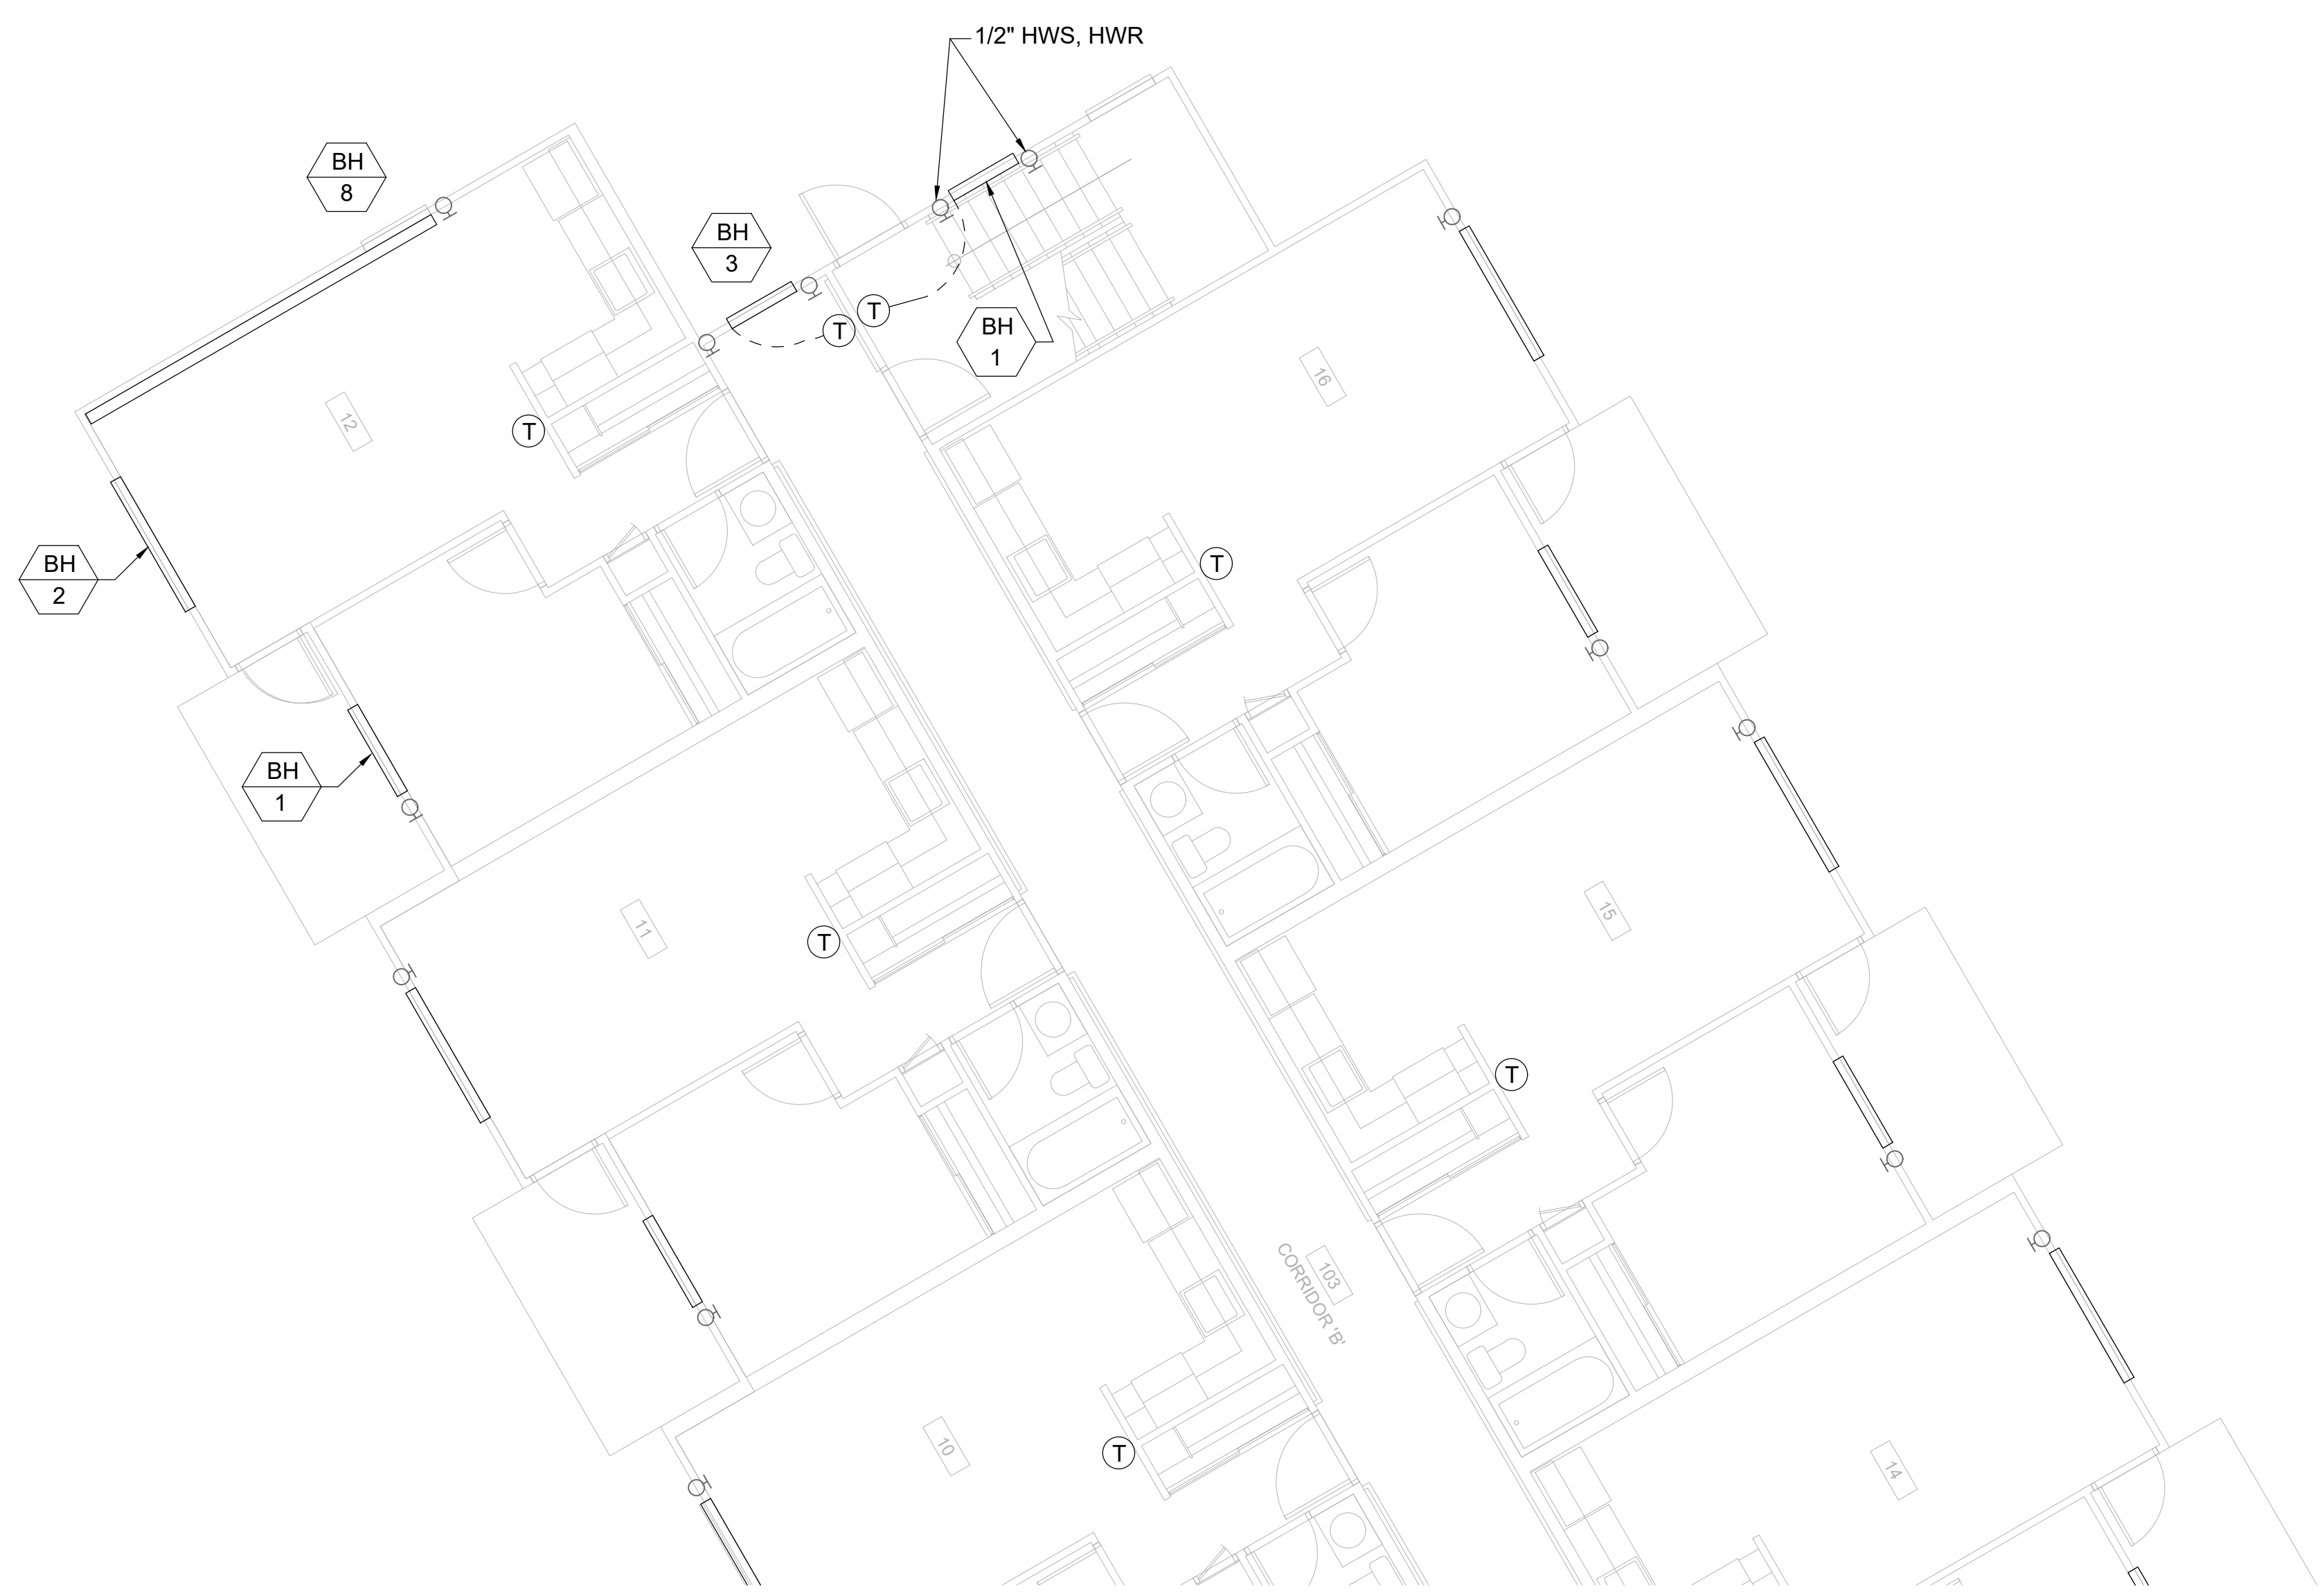 1/2" HWS, HWR
BH
8
BH
3
T
T
BH
1
16
12
T
BH
2
T
BH
1
15
11
T
T
103
CORRIDOR 'B'
10
T
14